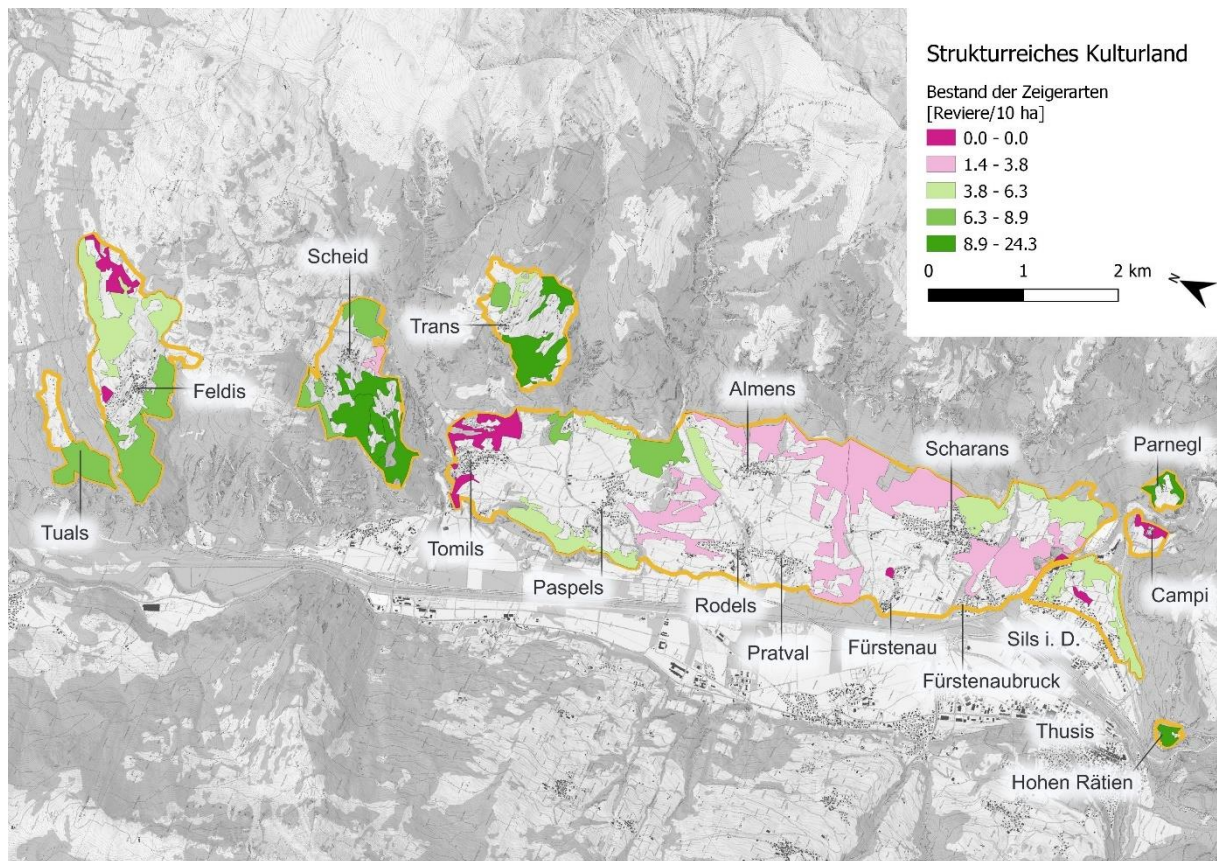 Strukturreiches Kulturland
Bestand der Zeigerarten
[Reviere/10 ha]
0.0 - 0.0
1.4 - 3.8
3.8 - 6.3
6.3 - 8.9
8.9 - 24.3
0 1 2 km
N
Scheid
Trans
Feldis
Almens
Scharans
Parnegl
Tuals
Tomils
Paspels
Rodels
Campi
Pratval
Fürstenau
Sils i. D.
Fürstenaubruck
Thusis
Hohen Rätien